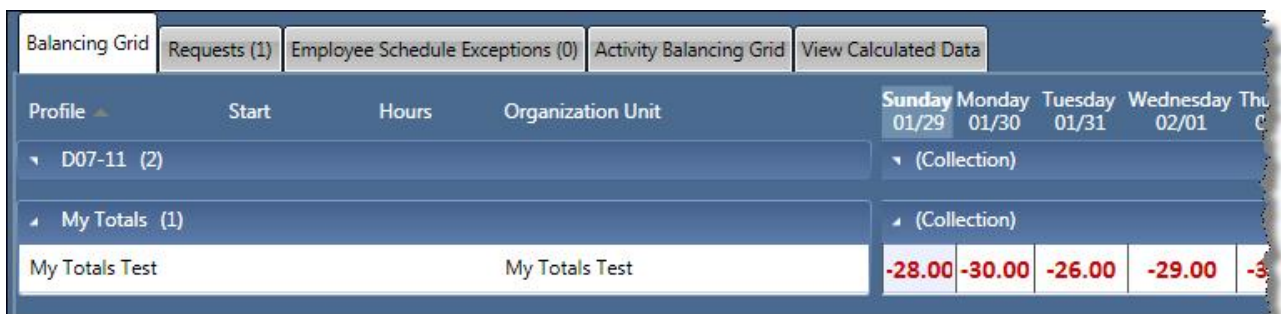 Balancing Grid Requests (1) Employee Schedule Exceptions (0) Activity Balancing Grid View Calculated Data
Profile Start Hours Organization Unit Sunday Monday Tuesday Wednesday
01/29 01/30 01/31 02/01
D07-11 (2) (Collection)
My Totals (1) (Collection)
My Totals Test My Totals Test -28.00 -30.00 -26.00 -29.00